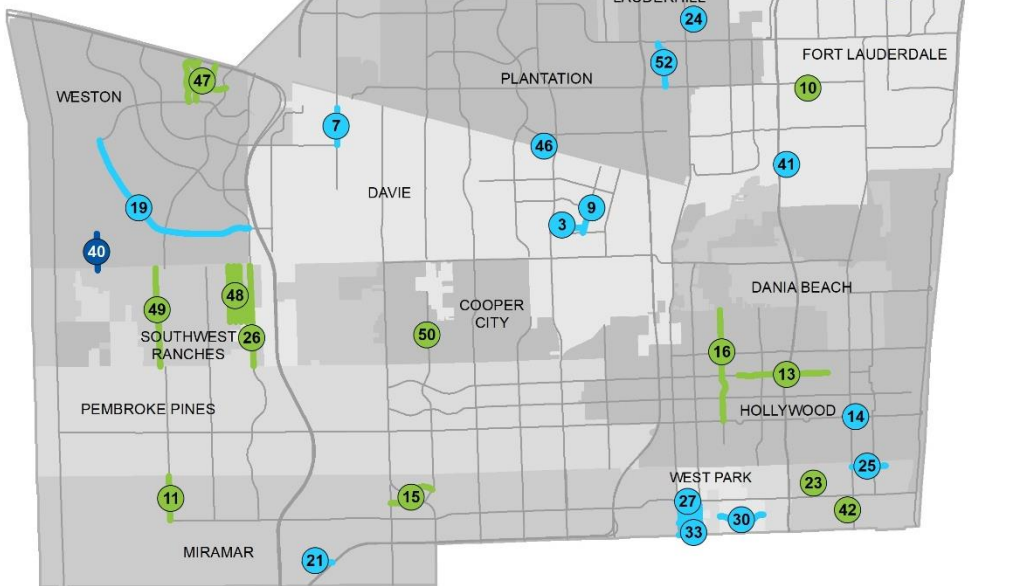 LAUDERHILL
24
FORT LAUDERDALE
52
47
PLANTATION
10
WESTON
7
46
41
DAVIE
19
9
3
40
DANIA BEACH
48
49
COOPER
CITY
50
SOUTHWEST
RANCHES
26
16
13
PEMBROKE PINES
HOLLYWOOD
14
25
WEST PARK
23
11
15
27
42
30
33
MIRAMAR
21